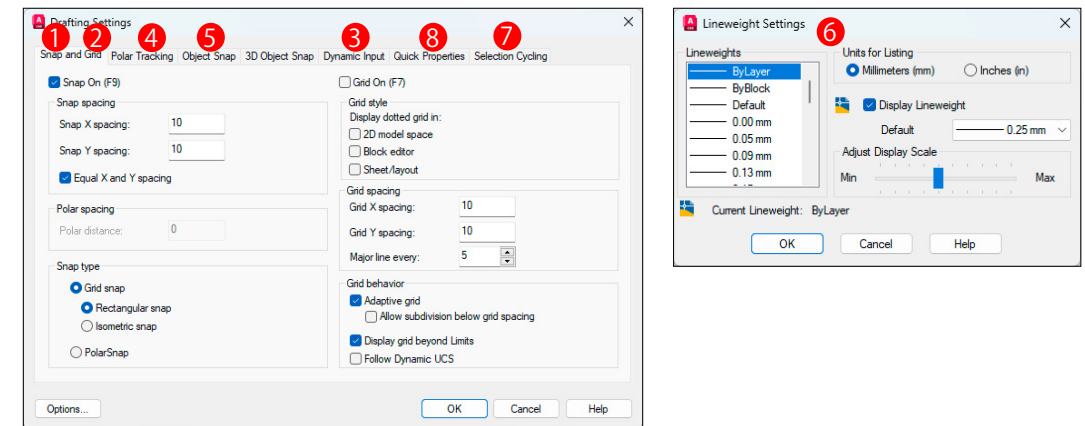 Drafting Settings
1 2 4 5 3 8 7
Snap and Grid Polar Tracking Object Snap 3D Object Snap Dynamic Input Quick Properties Selection Cycling
Snap On (F9)
Snap spacing
Snap X spacing: 10
Snap Y spacing: 10
Equal X and Y spacing
Polar spacing
Polar distance: 0
Snap type
Grid snap
Rectangular snap
Isometric snap
PolarSnap
Grid On (F7)
Grid style
Display dotted grid in:
2D model space
Block editor
Sheet/layout
Grid spacing
Grid X spacing: 10
Grid Y spacing: 10
Major line every: 5
Grid behavior
Adaptive grid
Allow subdivision below grid spacing
Display grid beyond Limits
Follow Dynamic UCS
Options... OK Cancel Help
Lineweight Settings
6
Lineweights
ByLayer
ByBlock
Default
0.00 mm
0.05 mm
0.09 mm
0.13 mm
Units for Listing
Millimeters (mm) Inches (in)
Display Lineweight
Default 0.25 mm
Adjust Display Scale
Min Max
Current Lineweight: ByLayer
OK Cancel Help